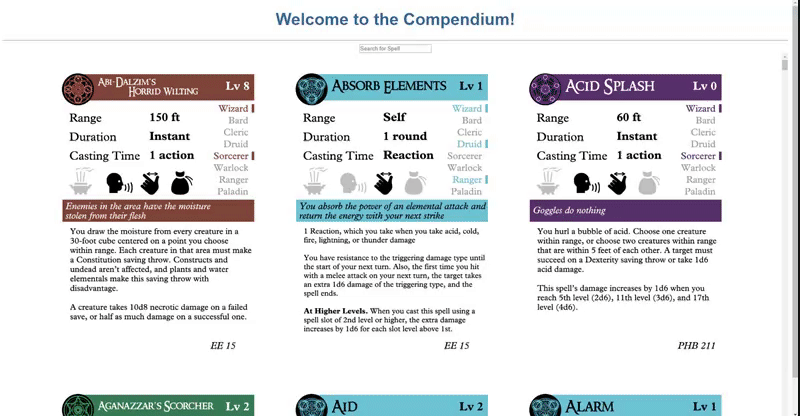 Welcome to the Compendium!
Search for Spell
Abi-Dalzim's
Horrid Wilting
Lv 8
Range 150 ft
Duration Instant
Casting Time 1 action
Wizard
Bard
Cleric
Druid
Sorcerer
Warlock
Ranger
Paladin
Enemies in the area have the moisture
stolen from their flesh
You draw the moisture from every creature in a
30-foot cube centered on a point you choose
within range. Each creature in that area must make
a Constitution saving throw. Constructs and
undead aren't affected, and plants and water
elementals make this saving throw with
disadvantage.
A creature takes 10d8 necrotic damage on a failed
save, or half as much damage on a successful one.
EE 15
Absorb Elements Lv 1
Range Self
Duration 1 round
Casting Time Reaction
Wizard
Bard
Cleric
Druid
Sorcerer
Warlock
Ranger
Paladin
You absorb the power of an elemental attack and
return the energy with your next strike
1 Reaction, which you take when you take acid, cold,
fire, lightning, or thunder damage
You have resistance to the triggering damage type until
the start of your next turn. Also, the first time you hit
with a melee attack on your next turn, the target takes
an extra 1d6 damage of the triggering type, and the
spell ends.
At Higher Levels. When you cast this spell using a
spell slot of 2nd level or higher, the extra damage
increases by 1d6 for each slot level above 1st.
EE 15
Acid Splash Lv 0
Range 60 ft
Duration Instant
Casting Time 1 action
Wizard
Bard
Cleric
Druid
Sorcerer
Warlock
Ranger
Paladin
Goggles do nothing
You hurl a bubble of acid. Choose one creature
within range, or choose two creatures within range
that are within 5 feet of each other. A target must
succeed on a Dexterity saving throw or take 1d6
acid damage.
This spell's damage increases by 1d6 when you
reach 5th level (2d6), 11th level (3d6), and 17th
level (4d6).
PHB 211
Aganazzar's Scorcher Lv 2
Aid Lv 2
Alarm Lv 1